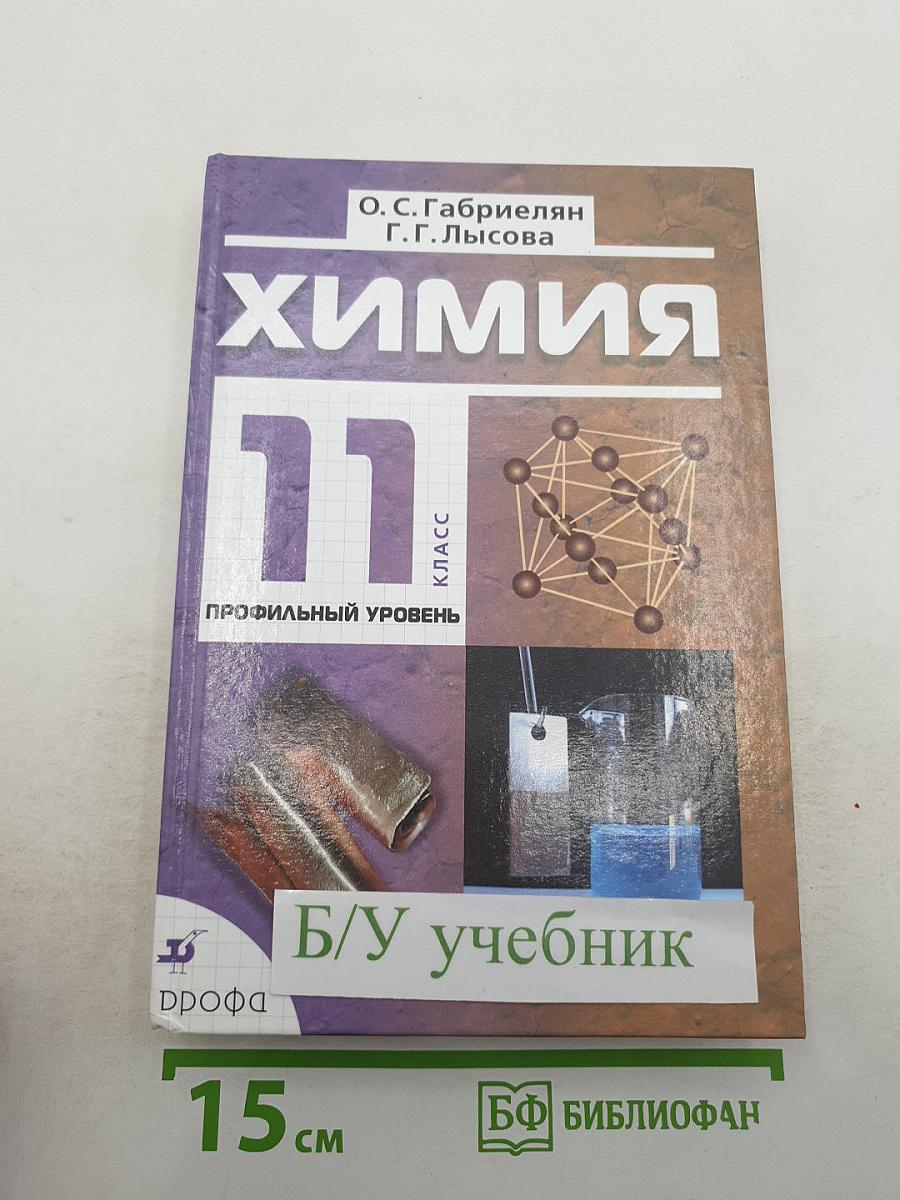 О. С. Габриелян
Г. Г. Лысова
ХИМИЯ
11
КЛАСС
ПРОФИЛЬНЫЙ УРОВЕНЬ
Б/У учебник
ДРОФА
15 см
БФ БИБЛИОФАН